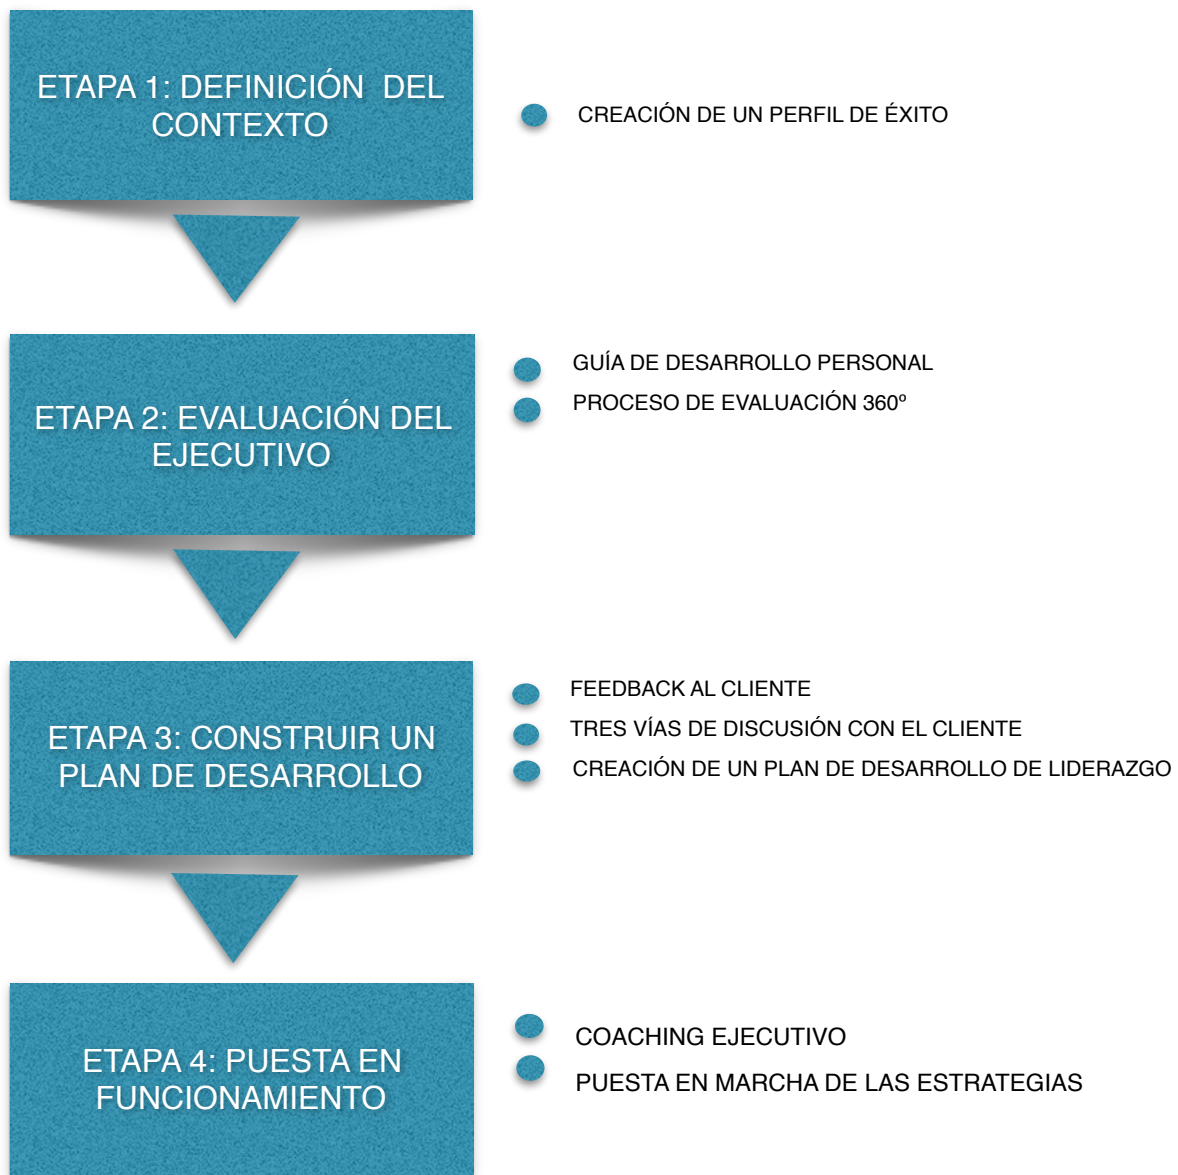 ETAPA 1: DEFINICIÓN DEL
CONTEXTO
CREACIÓN DE UN PERFIL DE ÉXITO
ETAPA 2: EVALUACIÓN DEL
EJECUTIVO
GUÍA DE DESARROLLO PERSONAL
PROCESO DE EVALUACIÓN 360º
ETAPA 3: CONSTRUIR UN
PLAN DE DESARROLLO
FEEDBACK AL CLIENTE
TRES VÍAS DE DISCUSIÓN CON EL CLIENTE
CREACIÓN DE UN PLAN DE DESARROLLO DE LIDERAZGO
ETAPA 4: PUESTA EN
FUNCIONAMIENTO
COACHING EJECUTIVO
PUESTA EN MARCHA DE LAS ESTRATEGIAS